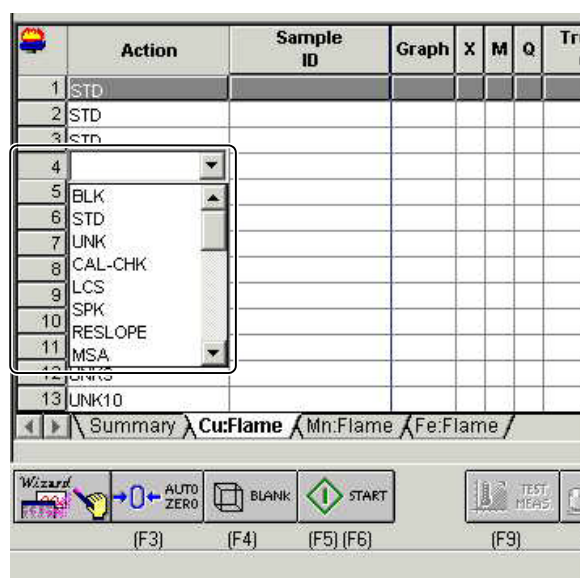 Action Sample ID Graph X M Q Tr
1 STD
2 STD
3 STD
4
5 BLK
6 STD
7 UNK
8 CAL-CHK
9 LCS
10 SPK
RESLOPE
11 MSA
12
13 UNK10
Summary Cu:Flame Mn:Flame Fe:Flame
Wizard AUTO ZERO BLANK START TEST MEAS.
(F3) (F4) (F5) (F6) (F9)